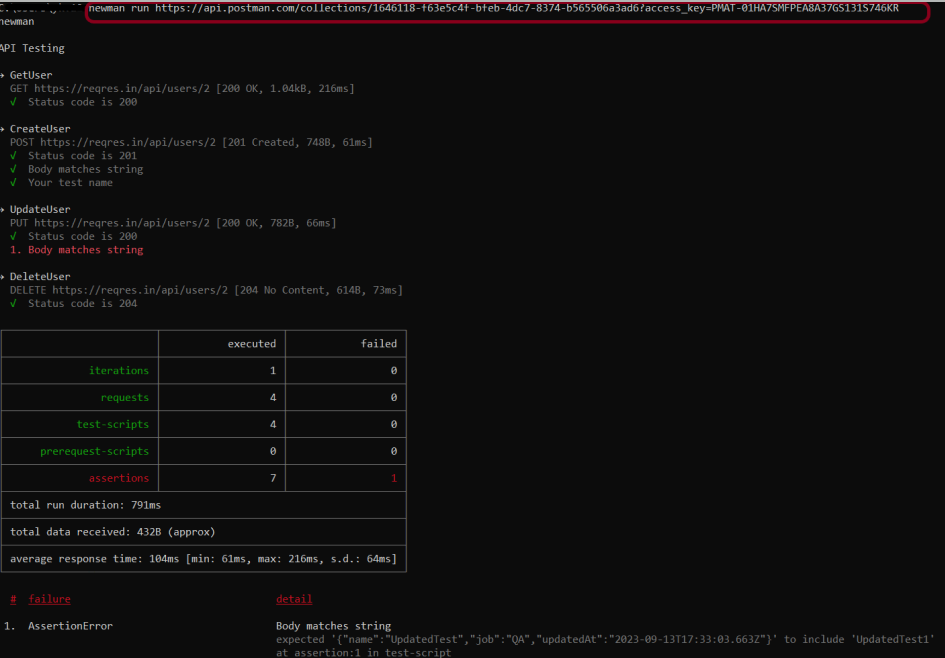 newman run https://api.postman.com/collections/1646118-f63e5c4f-bfeb-4dc7-8374-b565506a3ad6?access_key=PMAT-01HA7SMFPEA8A37GS131S746KR
newman
API Testing
→ GetUser
GET https://reqres.in/api/users/2 [200 OK, 1.04kB, 216ms]
√ Status code is 200
→ CreateUser
POST https://reqres.in/api/users/2 [201 Created, 748B, 61ms]
√ Status code is 201
√ Body matches string
√ Your test name
→ UpdateUser
PUT https://reqres.in/api/users/2 [200 OK, 782B, 66ms]
√ Status code is 200
1. Body matches string
→ DeleteUser
DELETE https://reqres.in/api/users/2 [204 No Content, 614B, 73ms]
√ Status code is 204
executed failed
iterations 1 0
requests 4 0
test-scripts 4 0
prerequest-scripts 0 0
assertions 7 1
total run duration: 791ms
total data received: 432B (approx)
average response time: 104ms [min: 61ms, max: 216ms, s.d.: 64ms]
# failure detail
1. AssertionError Body matches string
expected '{"name":"UpdatedTest","job":"QA","updatedAt":"2023-09-13T17:33:03.663Z"}' to include 'UpdatedTest1'
at assertion:1 in test-script